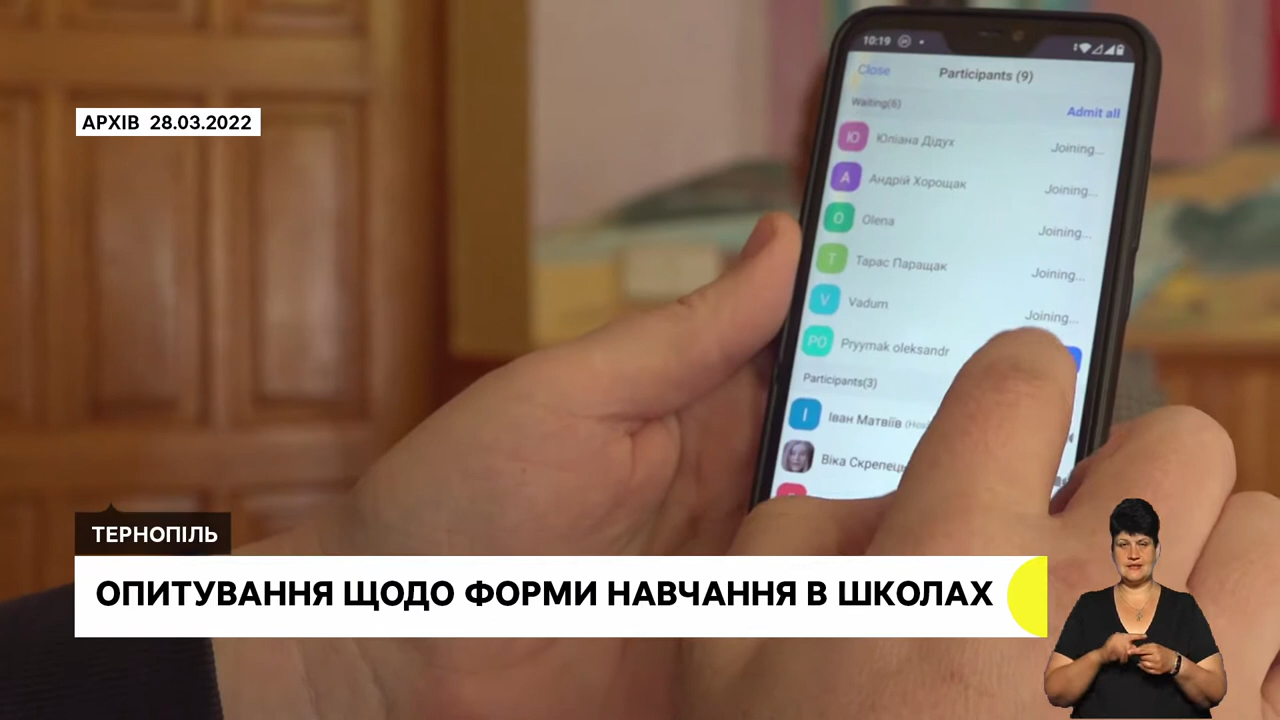 10:19
Close
Participants (9)
Waiting(6)
Admit all
АРХІВ 28.03.2022
Ю
Юліана Дідух
Joining...
А
Андрій Хорощак
Joining...
O
Olena
Joining...
Т
Тарас Паращак
Joining...
V
Vadum
Joining...
PO
Pryymak oleksandr
Participants(3)
І
Іван Матвіїв
Віка Скрепець
ТЕРНОПІЛЬ
ОПИТУВАННЯ ЩОДО ФОРМИ НАВЧАННЯ В ШКОЛАХ